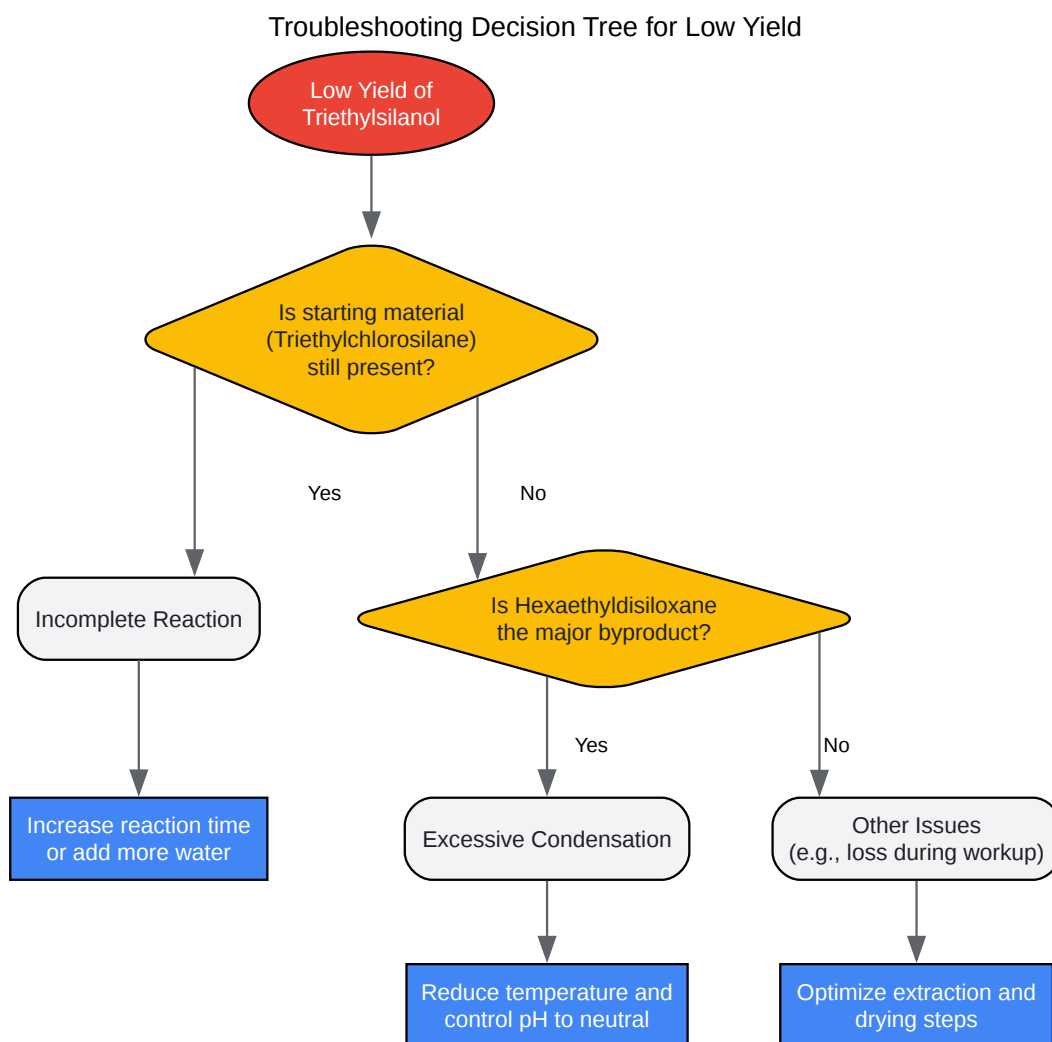 Troubleshooting Decision Tree for Low Yield
Low Yield of
Triethylsilanol
Is starting material
(Triethylchlorosilane)
still present?
Yes
No
Incomplete Reaction
Is Hexaethyldisiloxane
the major byproduct?
Yes
No
Increase reaction time
or add more water
Excessive Condensation
Other Issues
(e.g., loss during workup)
Reduce temperature and
control pH to neutral
Optimize extraction and
drying steps